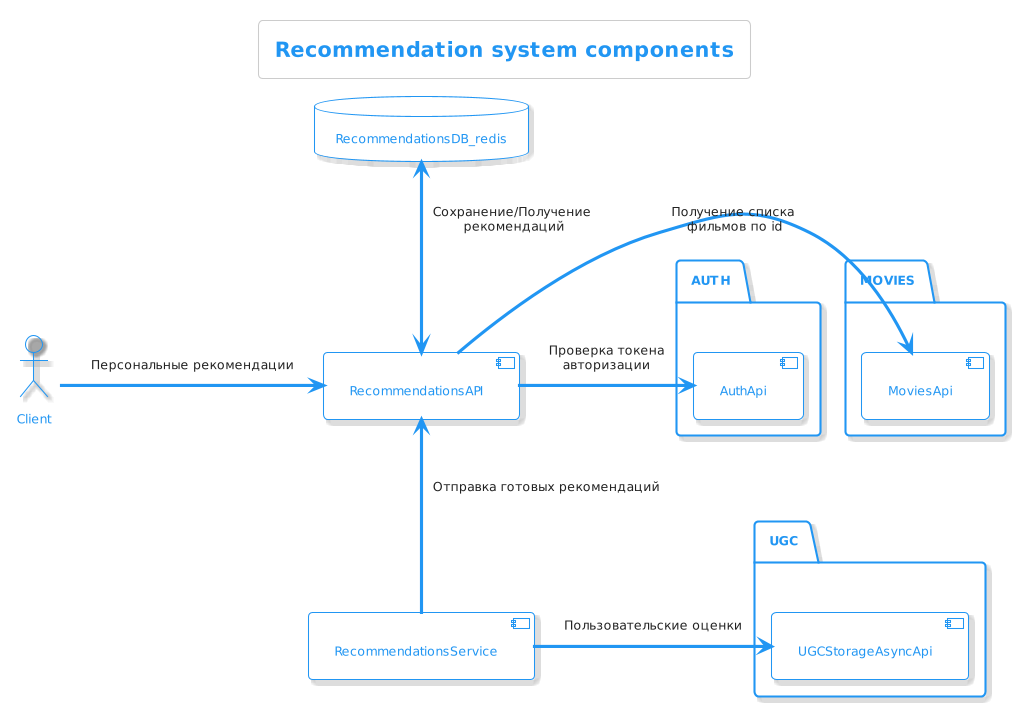 Recommendation system components
RecommendationsDB_redis
Сохранение/Получение
рекомендаций
Получение списка
фильмов по id
AUTH
MOVIES
Персональные рекомендации
Проверка токена
авторизации
Client
RecommendationsAPI
AuthApi
MoviesApi
Отправка готовых рекомендаций
UGC
Пользовательские оценки
RecommendationsService
UGCStorageAsyncApi